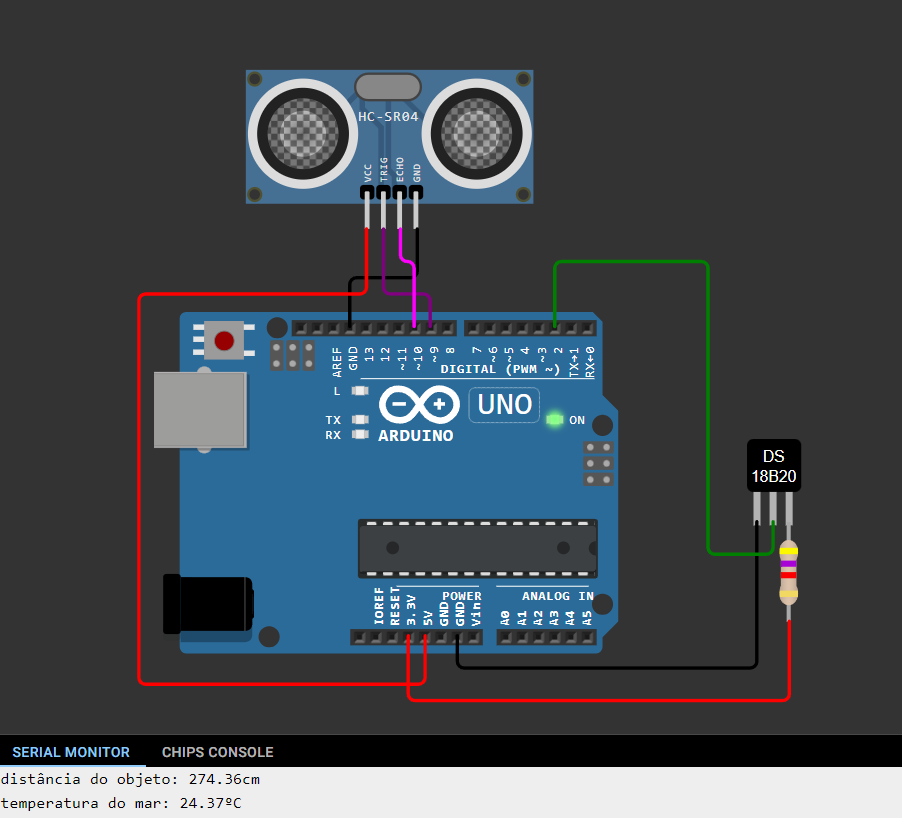 HC-SR04
VCC
TRIG
ECHO
GND
AREF
GND
13
12
~11
~10
~9
8
7
~6
~5
4
~3
2
TX→1
RX←0
DIGITAL (PWM ~)
L
TX
RX
ARDUINO
UNO
ON
DS
18B20
IOREF
RESET
3.3V
5V
GND
GND
Vin
POWER
ANALOG IN
A0
A1
A2
A3
A4
A5
SERIAL MONITOR
CHIPS CONSOLE
distância do objeto: 274.36cm
temperatura do mar: 24.37ºC